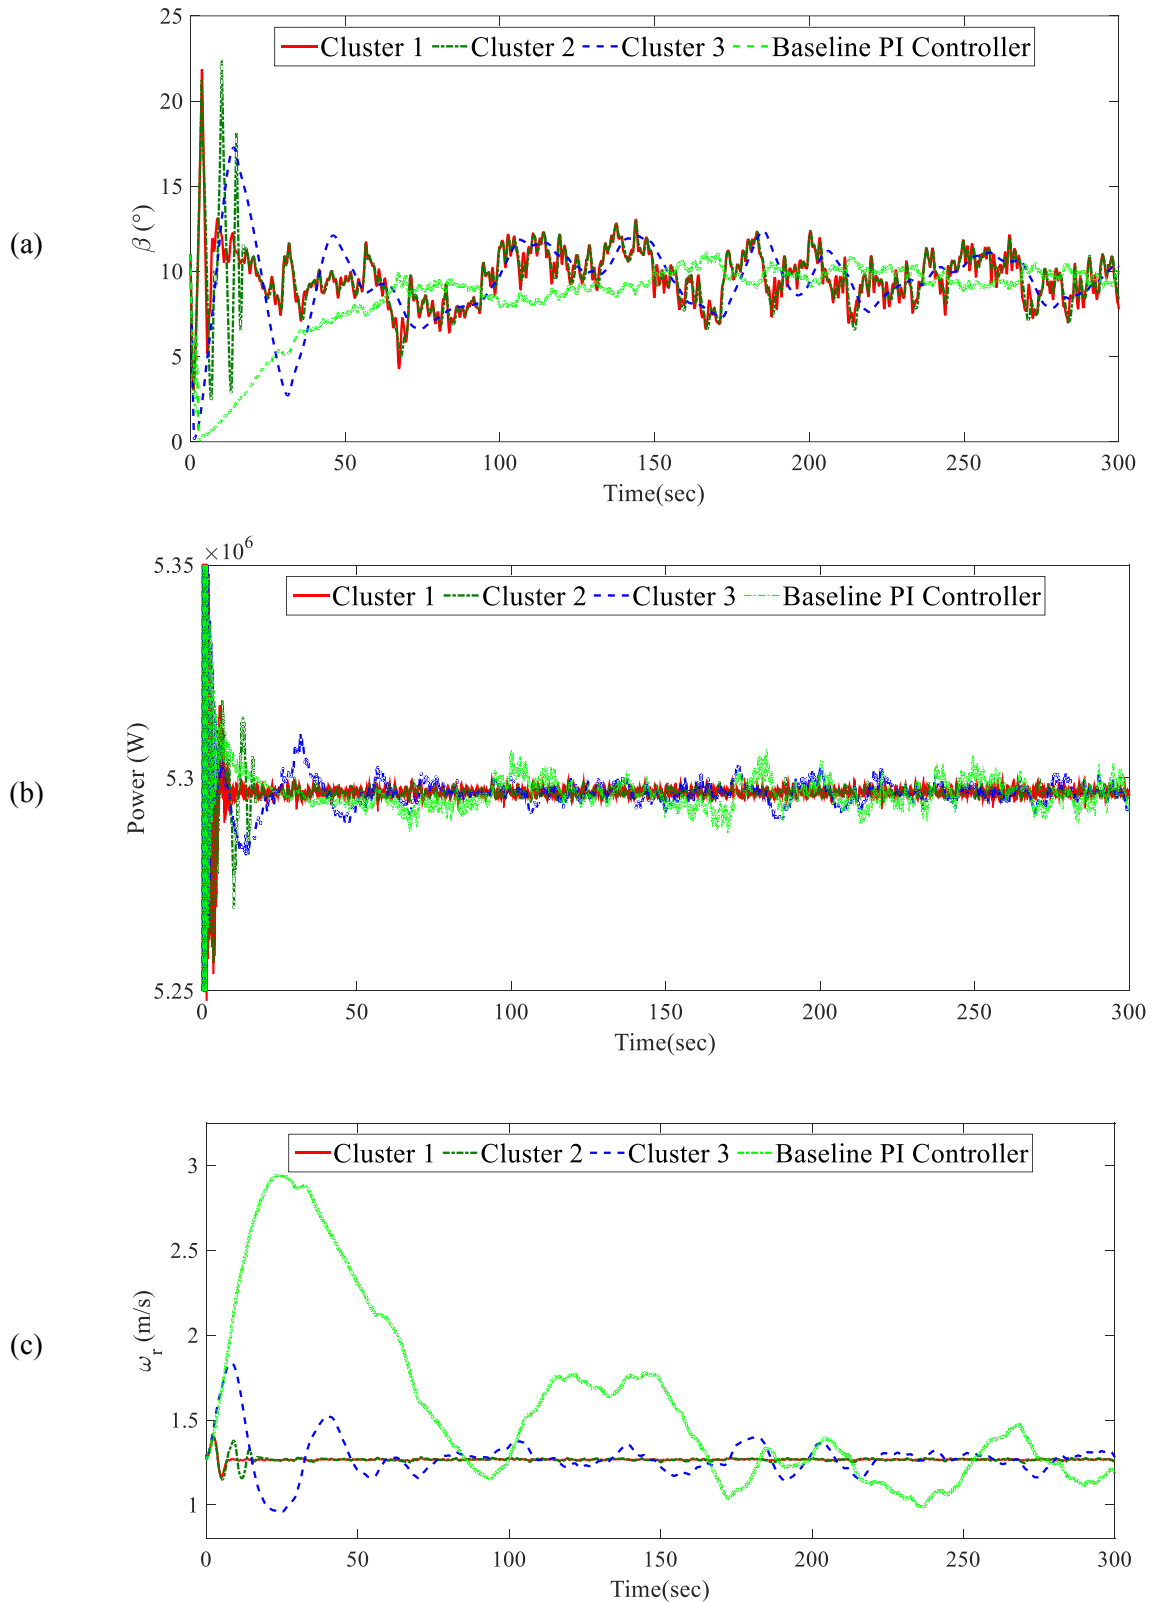 25
Cluster 1 Cluster 2 Cluster 3 Baseline PI Controller
20
15
(a)
β (°)
10
5
0
0 50 100 150 200 250 300
Time(sec)
×10^6
5.35
Cluster 1 Cluster 2 Cluster 3 Baseline PI Controller
Power (W)
(b)
5.3
5.25
0 50 100 150 200 250 300
Time(sec)
Cluster 1 Cluster 2 Cluster 3 Baseline PI Controller
3
2.5
2
(c)
ω_r (m/s)
1.5
1
0 50 100 150 200 250 300
Time(sec)